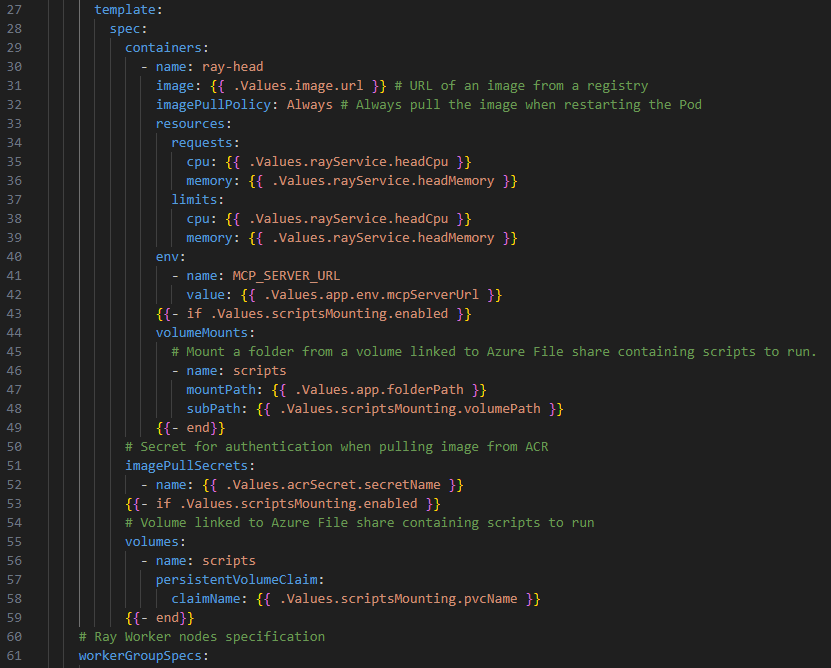 27 template:
28 spec:
29 containers:
30 - name: ray-head
31 image: {{ .Values.image.url }} # URL of an image from a registry
32 imagePullPolicy: Always # Always pull the image when restarting the Pod
33 resources:
34 requests:
35 cpu: {{ .Values.rayService.headCpu }}
36 memory: {{ .Values.rayService.headMemory }}
37 limits:
38 cpu: {{ .Values.rayService.headCpu }}
39 memory: {{ .Values.rayService.headMemory }}
40 env:
41 - name: MCP_SERVER_URL
42 value: {{ .Values.app.env.mcpServerUrl }}
43 {{- if .Values.scriptsMounting.enabled }}
44 volumeMounts:
45 # Mount a folder from a volume linked to Azure File share containing scripts to run.
46 - name: scripts
47 mountPath: {{ .Values.app.folderPath }}
48 subPath: {{ .Values.scriptsMounting.volumePath }}
49 {{- end}}
50 # Secret for authentication when pulling image from ACR
51 imagePullSecrets:
52 - name: {{ .Values.acrSecret.secretName }}
53 {{- if .Values.scriptsMounting.enabled }}
54 # Volume linked to Azure File share containing scripts to run
55 volumes:
56 - name: scripts
57 persistentVolumeClaim:
58 claimName: {{ .Values.scriptsMounting.pvcName }}
59 {{- end}}
60 # Ray Worker nodes specification
61 workerGroupSpecs: